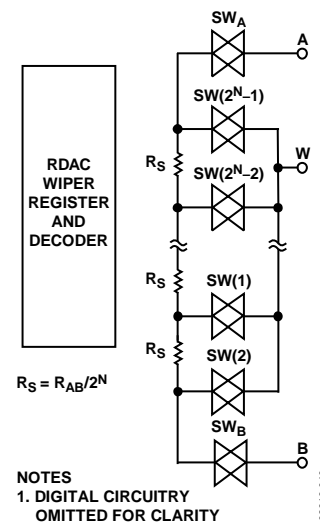 SWA
A
SW(2N–1)
RDAC
WIPER
REGISTER
AND
DECODER
RS
W
SW(2N–2)
RS
SW(1)
RS
SW(2)
RS = RAB/2N
SWB
B
NOTES
1. DIGITAL CIRCUITRY
OMITTED FOR CLARITY